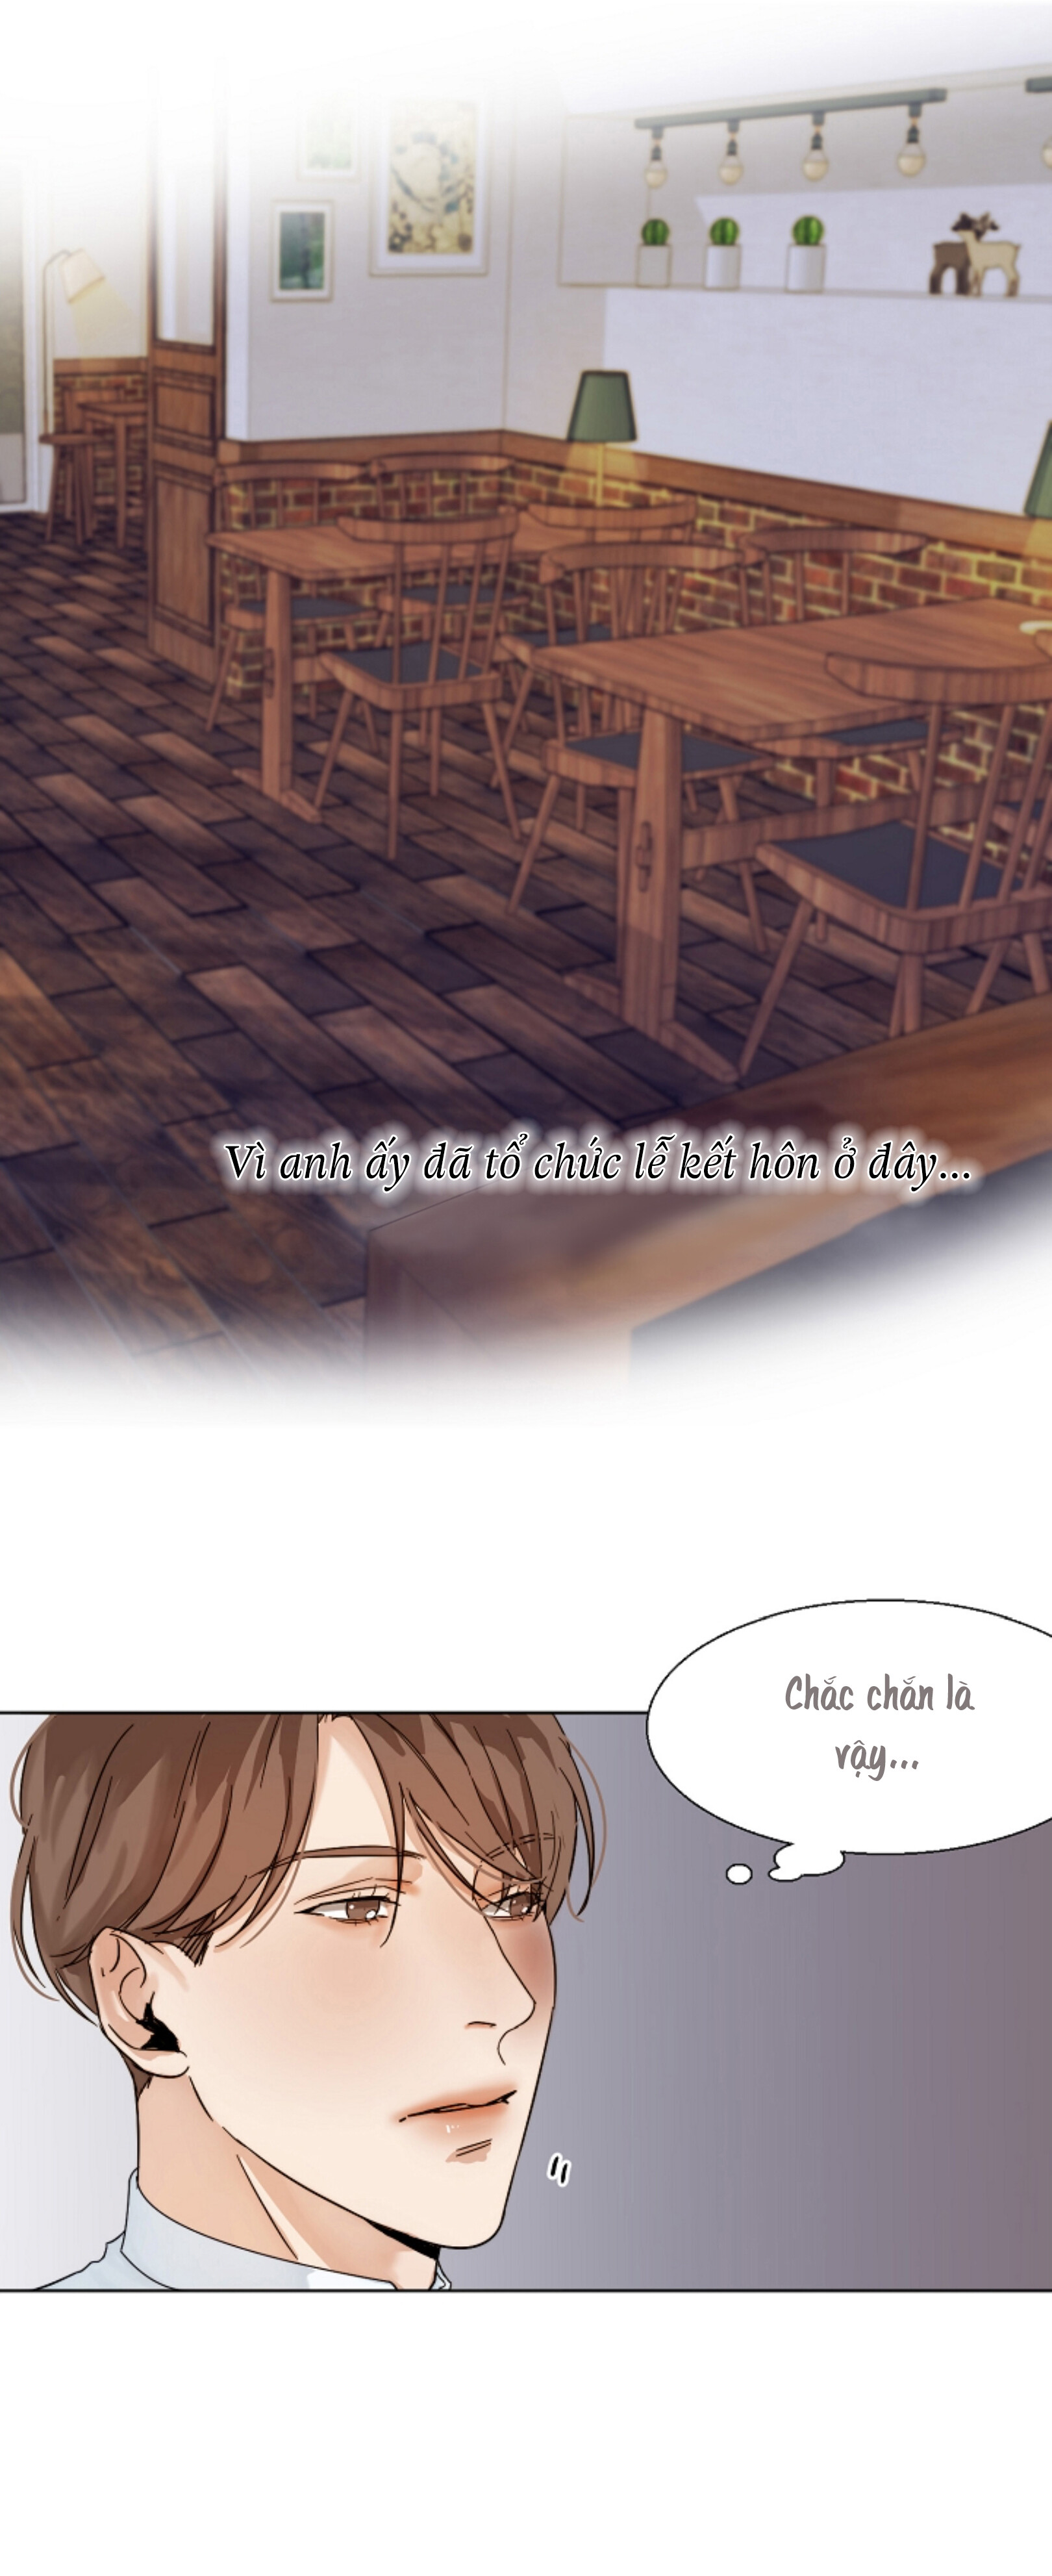 Vì anh ấy đã tổ chức lễ kết hôn ở đây...
Chắc chắn là
vậy...